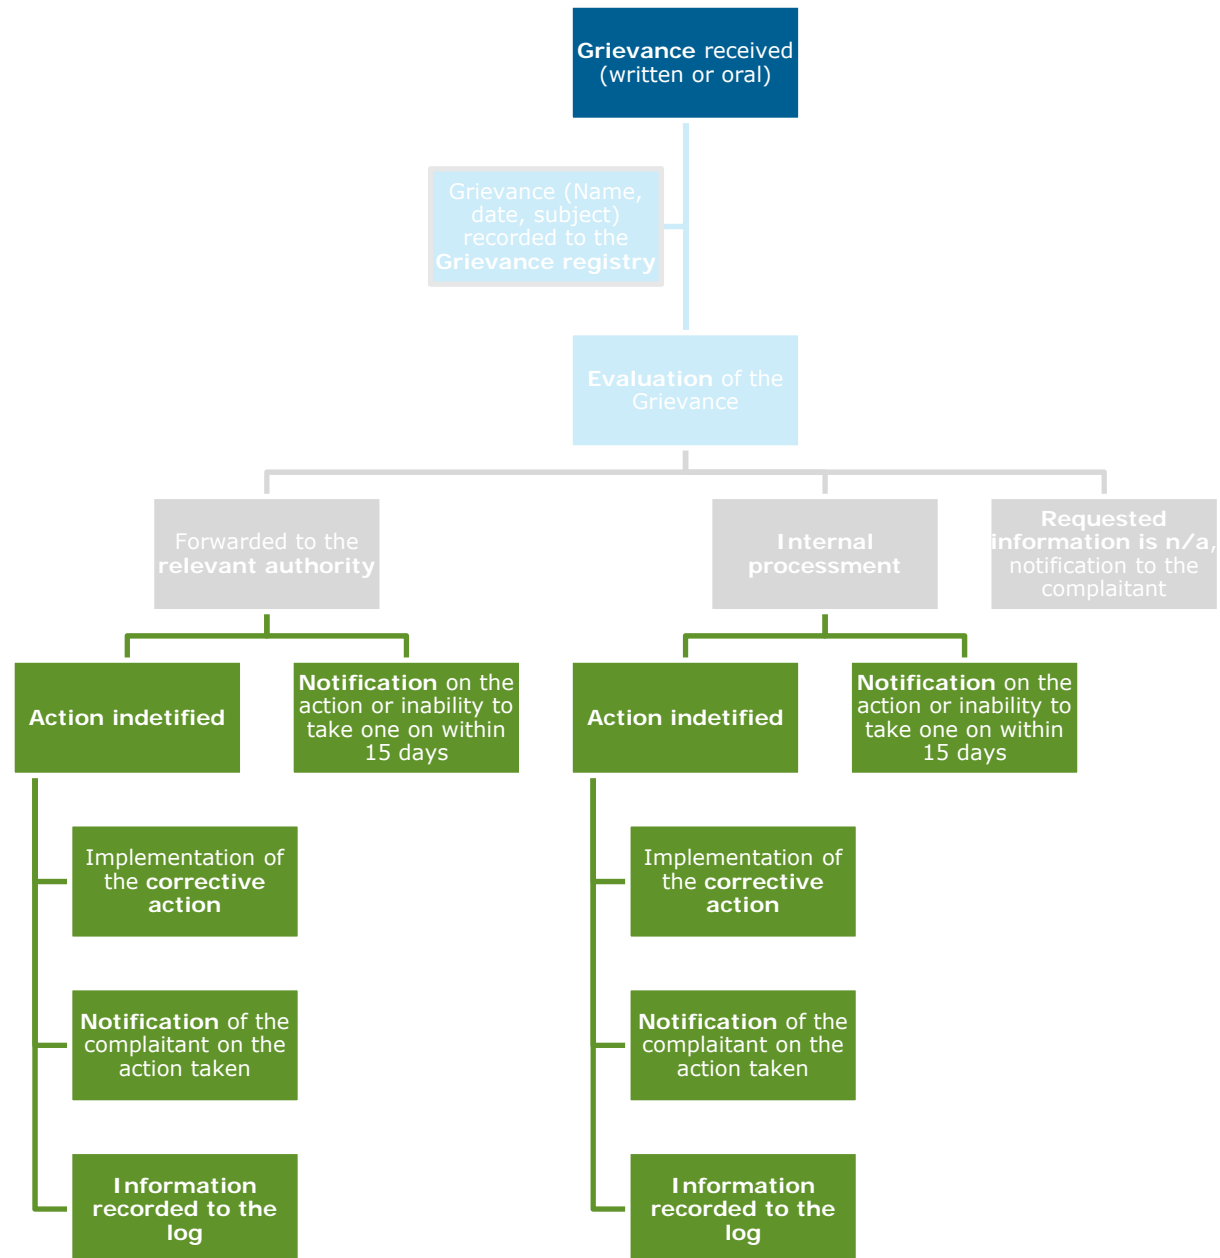 Grievance received
(written or oral)
Grievance (Name,
date, subject)
recorded to the
Grievance registry
Evaluation of the
Grievance
Forwarded to the
relevant authority
Internal
processment
Requested
information is n/a,
notification to the
complaitant
Action indetified
Notification on the
action or inability to
take one on within
15 days
Action indetified
Notification on the
action or inability to
take one on within
15 days
Implementation of
the corrective
action
Implementation of
the corrective
action
Notification of the
complaitant on the
action taken
Notification of the
complaitant on the
action taken
Information
recorded to the
log
Information
recorded to the
log